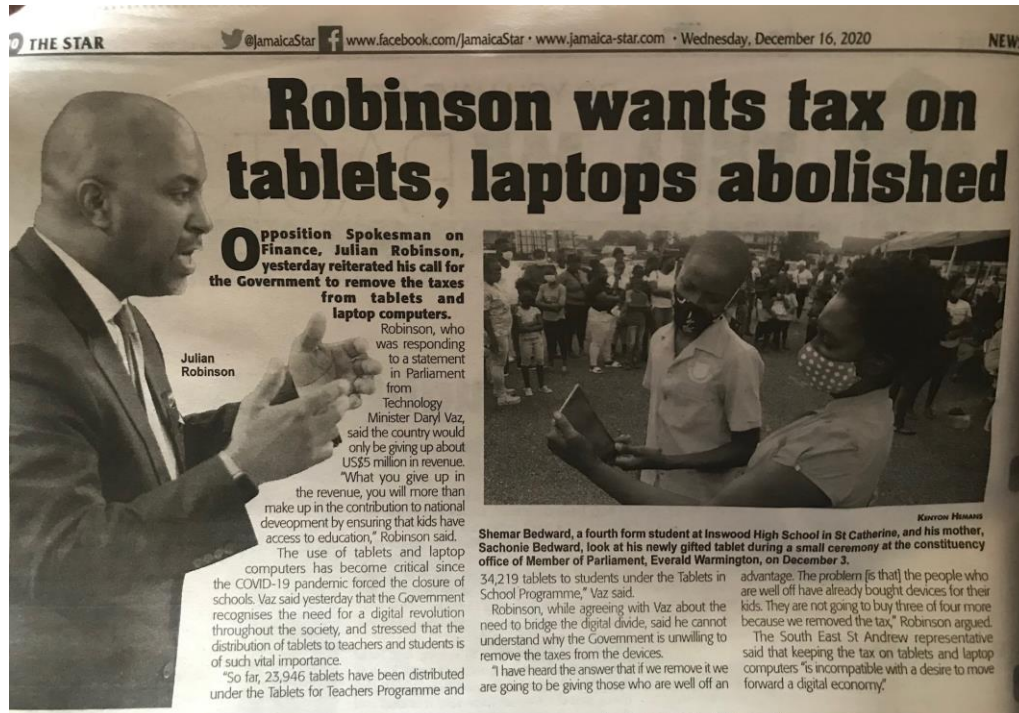 THE STAR
@JamaicaStar www.facebook.com/JamaicaStar • www.jamaica-star.com • Wednesday, December 16, 2020
NEWS
Robinson wants tax on
tablets, laptops abolished
Opposition Spokesman on
Finance, Julian Robinson,
yesterday reiterated his call for
the Government to remove the taxes
from tablets and
laptop computers.
Robinson, who
was responding
to a statement
in Parliament
from
Technology
Minister Daryl Vaz,
said the country would
only be giving up about
US$5 million in revenue.
"What you give up in
the revenue, you will more than
make up in the contribution to national
deveopment by ensuring that kids have
access to education," Robinson said.
The use of tablets and laptop
computers has become critical since
the COVID-19 pandemic forced the closure of
schools. Vaz said yesterday that the Government
recognises the need for a digital revolution
throughout the society, and stressed that the
distribution of tablets to teachers and students is
of such vital importance.
"So far, 23,946 tablets have been distributed
under the Tablets for Teachers Programme and
Julian
Robinson
KENYON HEMANS
Shemar Bedward, a fourth form student at Inswood High School in St Catherine, and his mother,
Sachonie Bedward, look at his newly gifted tablet during a small ceremony at the constituency
office of Member of Parliament, Everald Warmington, on December 3.
34,219 tablets to students under the Tablets in
School Programme," Vaz said.
Robinson, while agreeing with Vaz about the
need to bridge the digital divide, said he cannot
understand why the Government is unwilling to
remove the taxes from the devices.
"I have heard the answer that if we remove it we
are going to be giving those who are well off an
advantage. The problem [is that] the people who
are well off have already bought devices for their
kids. They are not going to buy three of four more
because we removed the tax," Robinson argued.
The South East St Andrew representative
said that keeping the tax on tablets and laptop
computers "is incompatible with a desire to move
forward a digital economy."